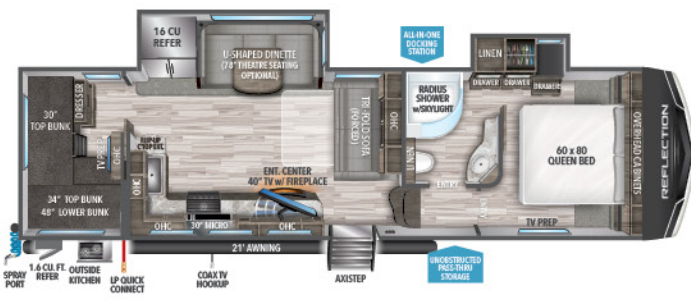 16 CU
REFER
U-SHAPED DINETTE
(78" THEATRE SEATING
OPTIONAL)
ALL-IN-ONE
DOCKING
STATION
LINEN
DRAWER
DRAWER
DRAWER
30"
TOP BUNK
DRESSER
TV PREP
OHC
TRI-FOLD SOFA
(FORCED)
OHC
RADIUS
SHOWER
w/SKYLIGHT
LINEN
60 x 80
QUEEN BED
OVERHEAD CABINETS
REFLECTION
34" TOP BUNK
48" LOWER BUNK
OHC
ENT. CENTER
40" TV w/ FIREPLACE
ENTRY
TV PREP
OHC
30" MICRO
OHC
21' AWNING
SPRAY
PORT
1.6 CU. FT.
REFER
OUTSIDE
KITCHEN
LP QUICK
CONNECT
COAX TV
HOOKUP
AXISTEP
UNOBSTRUCTED
PASS-THRU
STORAGE